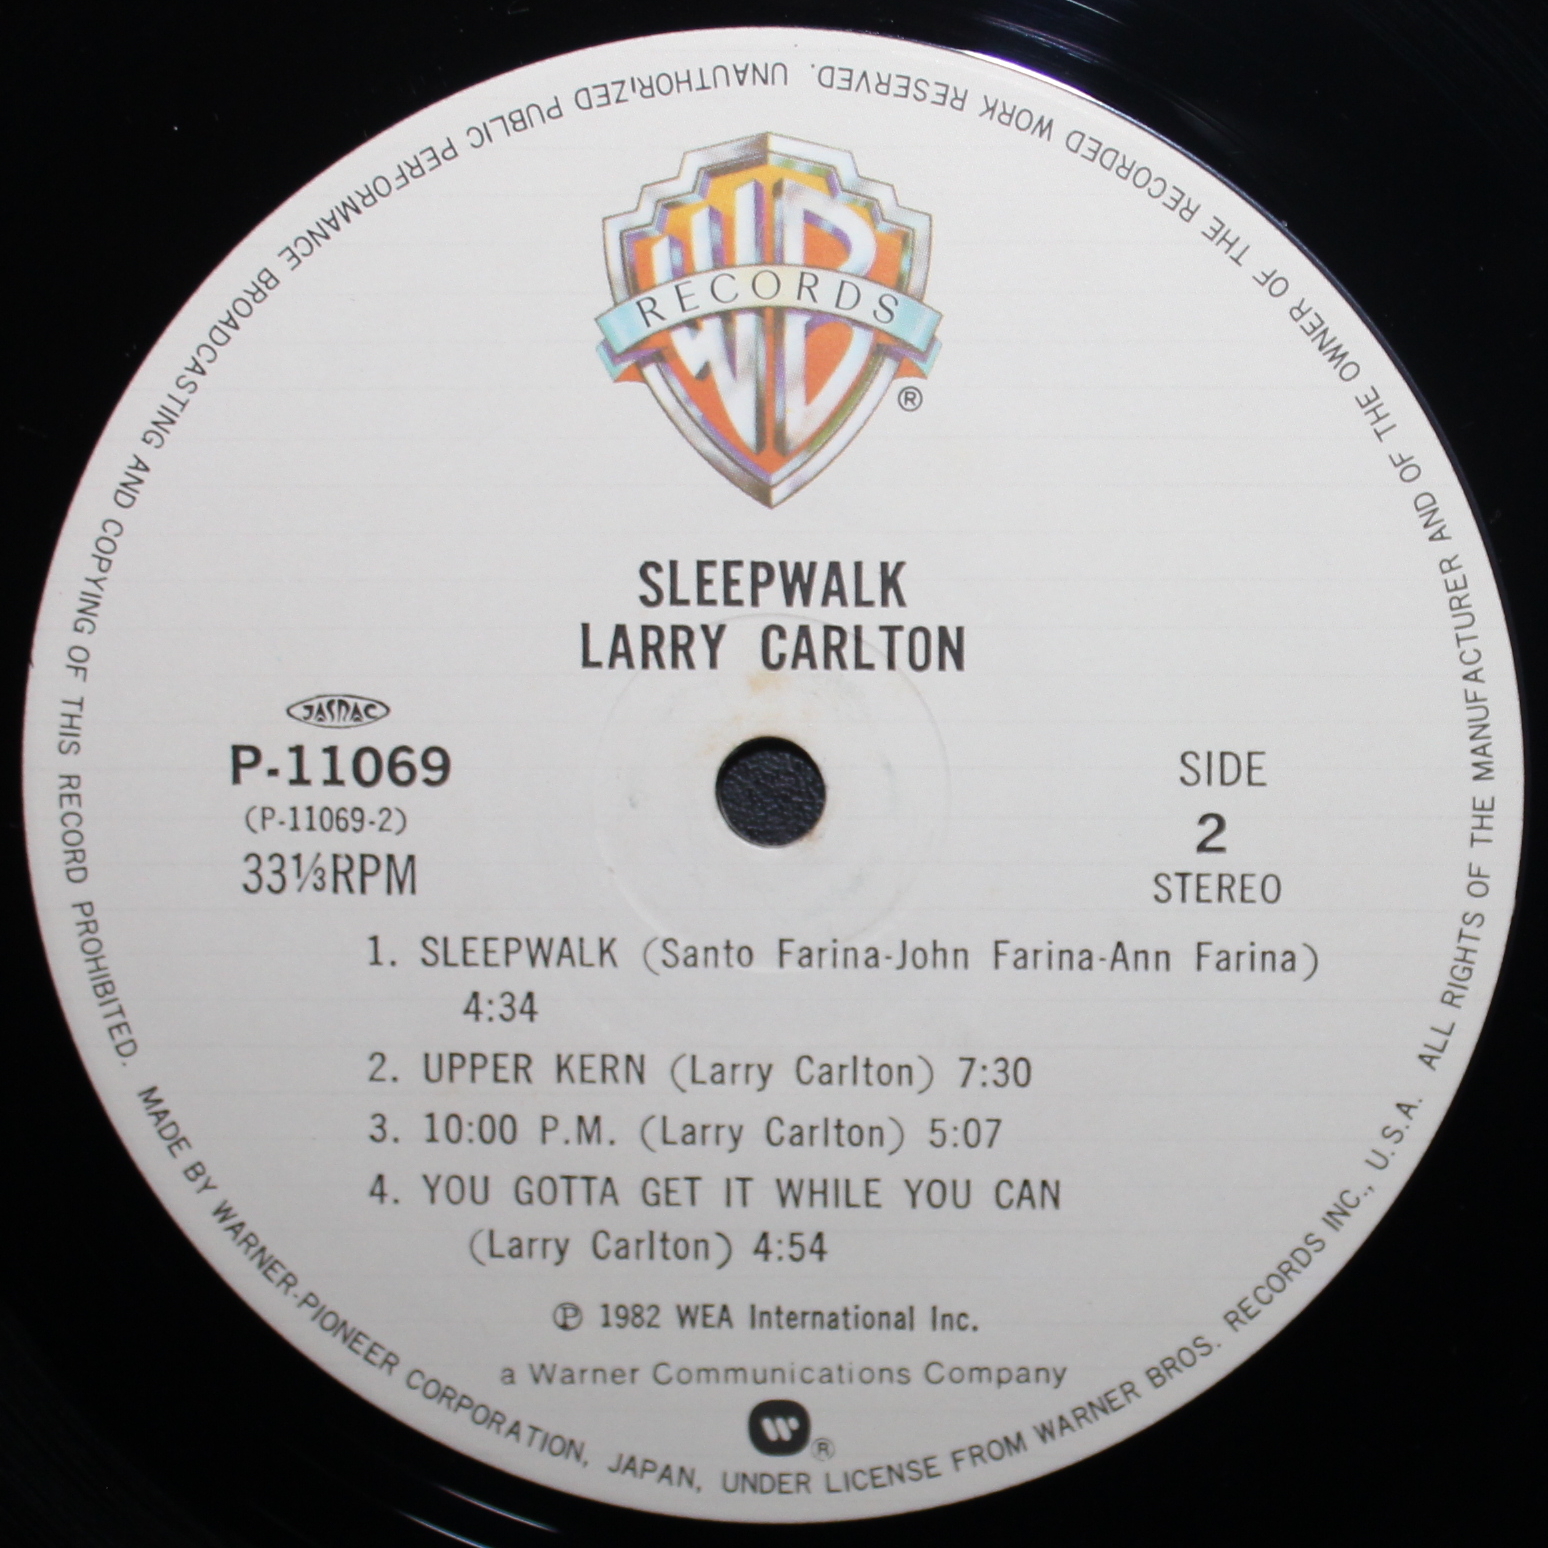 RECORDS
®
SLEEPWALK
LARRY CARLTON
JASRAC
P-11069
(P-11069-2)
33⅓RPM
SIDE
2
STEREO
1. SLEEPWALK (Santo Farina-John Farina-Ann Farina)
4:34
2. UPPER KERN (Larry Carlton) 7:30
3. 10:00 P.M. (Larry Carlton) 5:07
4. YOU GOTTA GET IT WHILE YOU CAN
(Larry Carlton) 4:54
℗ 1982 WEA International Inc.
a Warner Communications Company
®
MADE BY WARNER-PIONEER CORPORATION, JAPAN, UNDER LICENSE FROM WARNER BROS. RECORDS INC., U.S.A. ALL RIGHTS OF THE MANUFACTURER AND OF THE OWNER OF THE RECORDED WORK RESERVED. UNAUTHORIZED PUBLIC PERFORMANCE BROADCASTING AND COPYING OF THIS RECORD PROHIBITED.